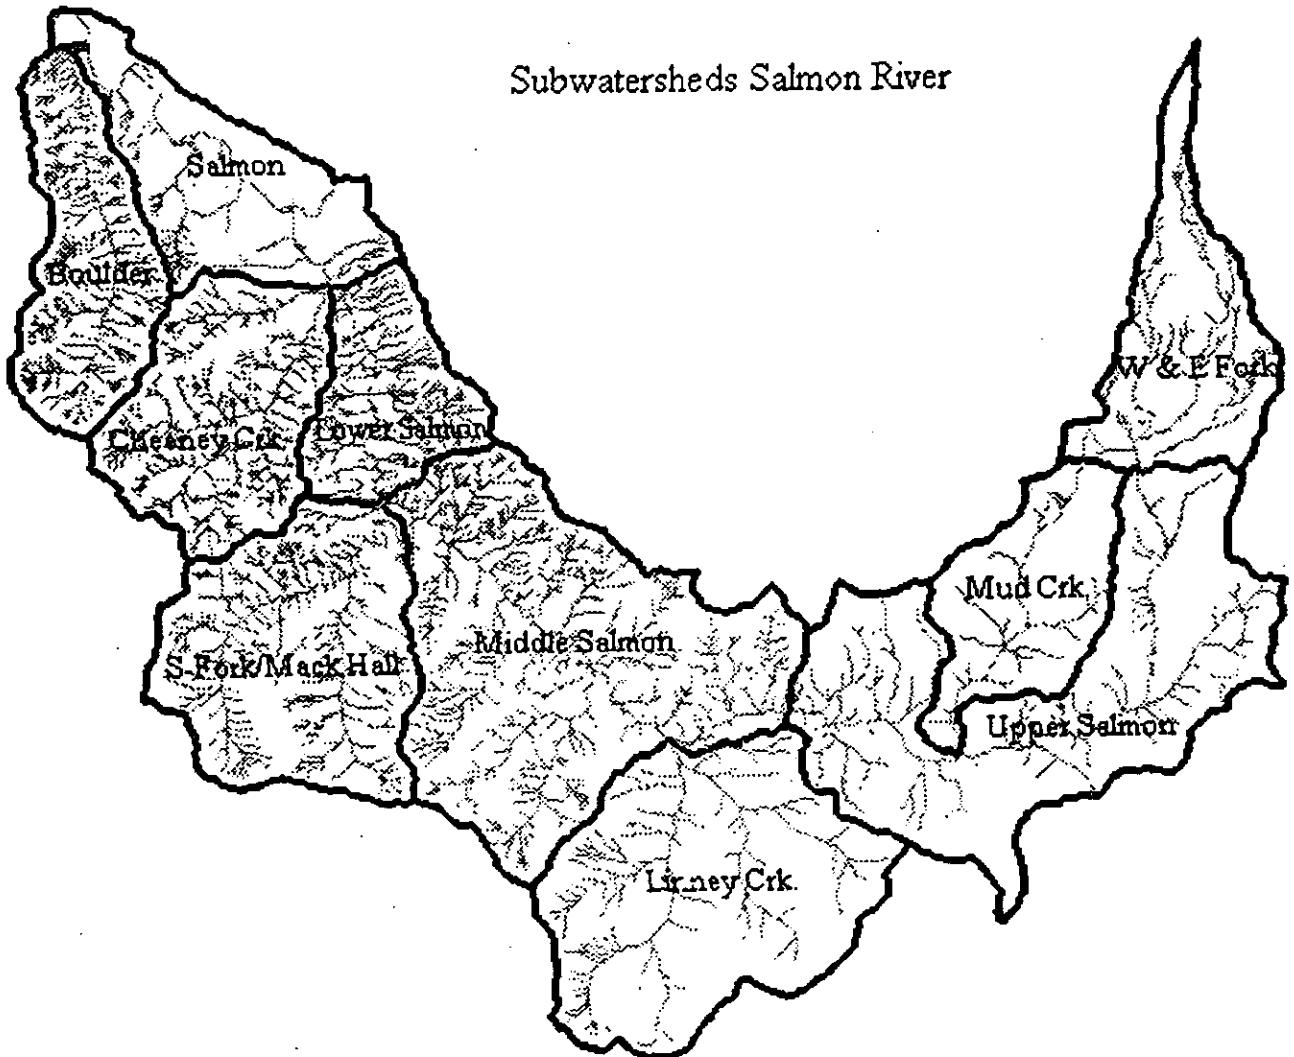 Subwatersheds Salmon River
Salmon
Boulder
W & E Fork
Cheeney Crk.
Lower Salmon
Mud Crk.
Middle Salmon
S-Fork/Mack Hall
Upper Salmon
Linney Crk.